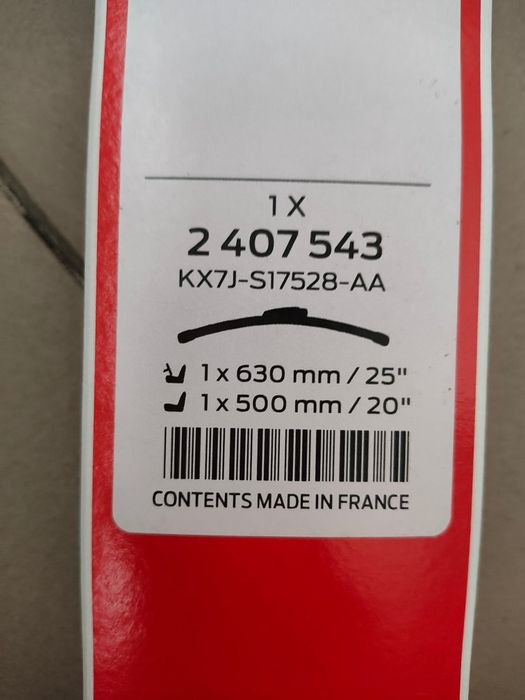 1 X
2 407 543
KX7J-S17528-AA
1 x 630 mm / 25"
1 x 500 mm / 20"
CONTENTS MADE IN FRANCE